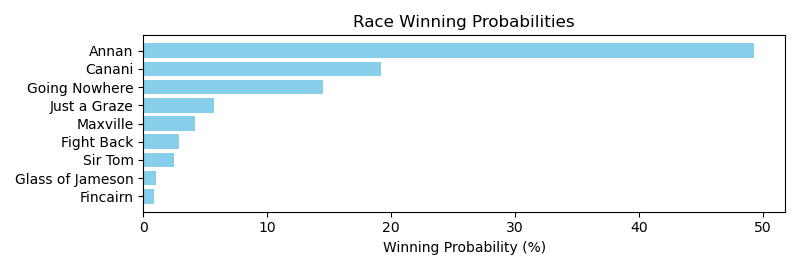 Race Winning Probabilities
Annan
Canani
Going Nowhere
Just a Graze
Maxville
Fight Back
Sir Tom
Glass of Jameson
Fincairn
0 10 20 30 40 50
Winning Probability (%)